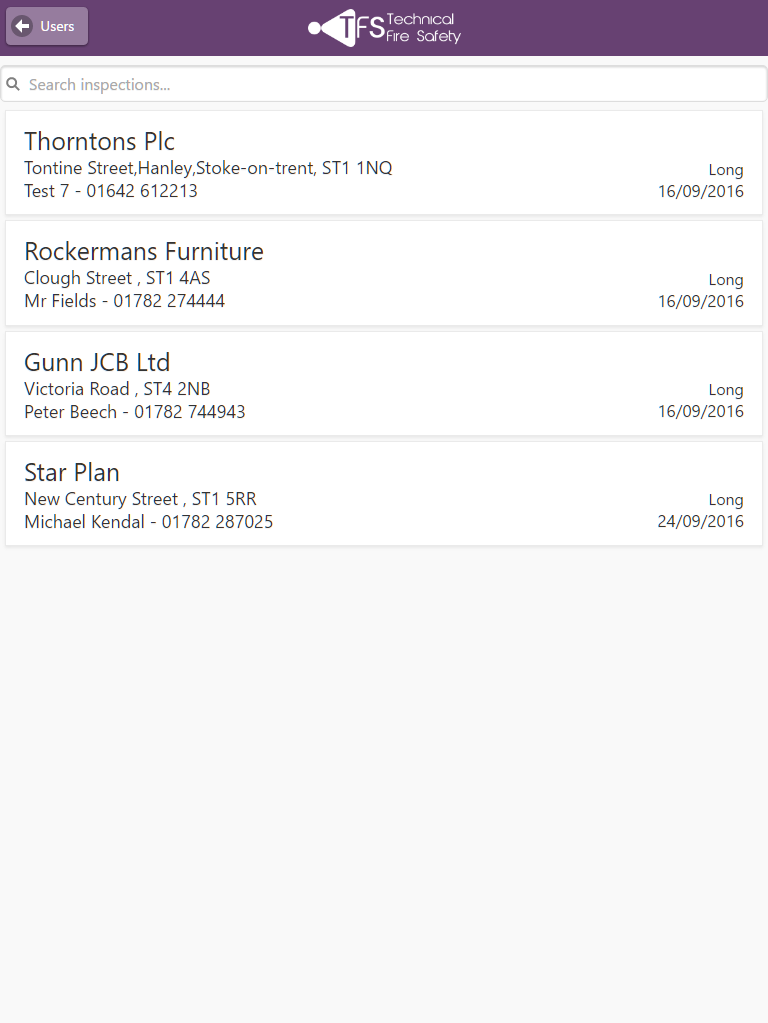 Users
TFS Technical
Fire Safety
Search inspections...
Thorntons Plc
Tontine Street,Hanley,Stoke-on-trent, ST1 1NQ
Long
Test 7 - 01642 612213
16/09/2016
Rockermans Furniture
Clough Street , ST1 4AS
Long
Mr Fields - 01782 274444
16/09/2016
Gunn JCB Ltd
Victoria Road , ST4 2NB
Long
Peter Beech - 01782 744943
16/09/2016
Star Plan
New Century Street , ST1 5RR
Long
Michael Kendal - 01782 287025
24/09/2016